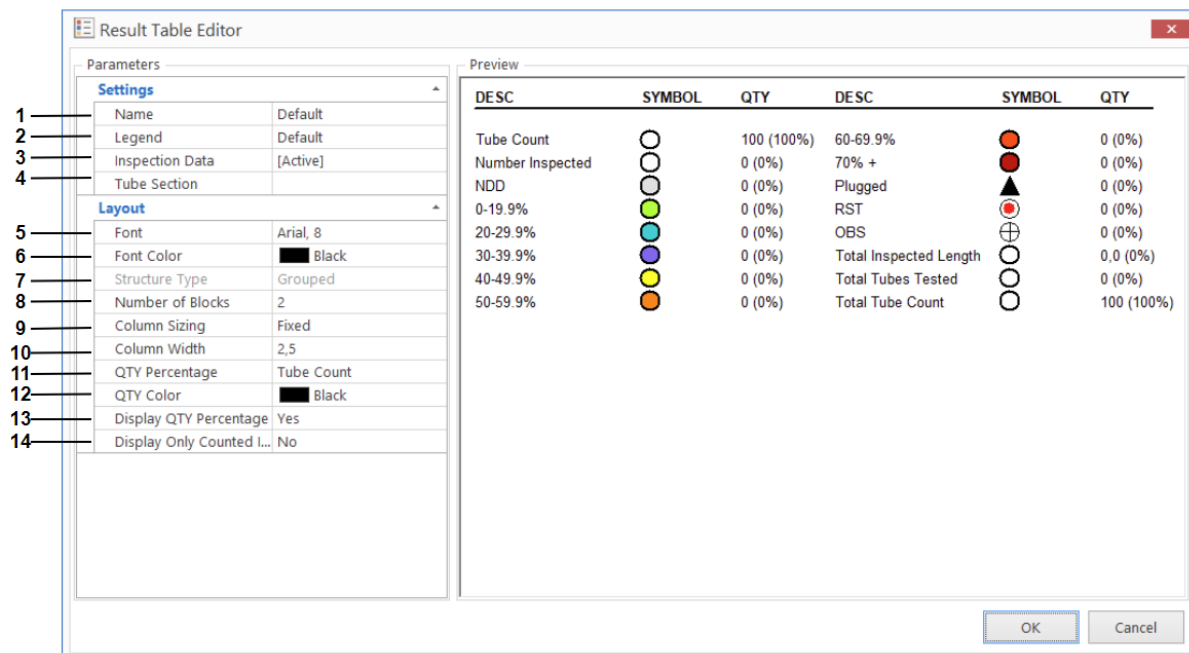 Result Table Editor
Parameters
Settings
1 Name Default
2 Legend Default
3 Inspection Data [Active]
4 Tube Section
Layout
5 Font Arial, 8
6 Font Color Black
7 Structure Type Grouped
8 Number of Blocks 2
9 Column Sizing Fixed
10 Column Width 2,5
11 QTY Percentage Tube Count
12 QTY Color Black
13 Display QTY Percentage Yes
14 Display Only Counted I... No
Preview
DESC SYMBOL QTY DESC SYMBOL QTY
Tube Count 100 (100%) 60-69.9% 0 (0%)
Number Inspected 0 (0%) 70% + 0 (0%)
NDD 0 (0%) Plugged 0 (0%)
0-19.9% 0 (0%) RST 0 (0%)
20-29.9% 0 (0%) OBS 0 (0%)
30-39.9% 0 (0%) Total Inspected Length 0,0 (0%)
40-49.9% 0 (0%) Total Tubes Tested 0 (0%)
50-59.9% 0 (0%) Total Tube Count 100 (100%)
OK Cancel